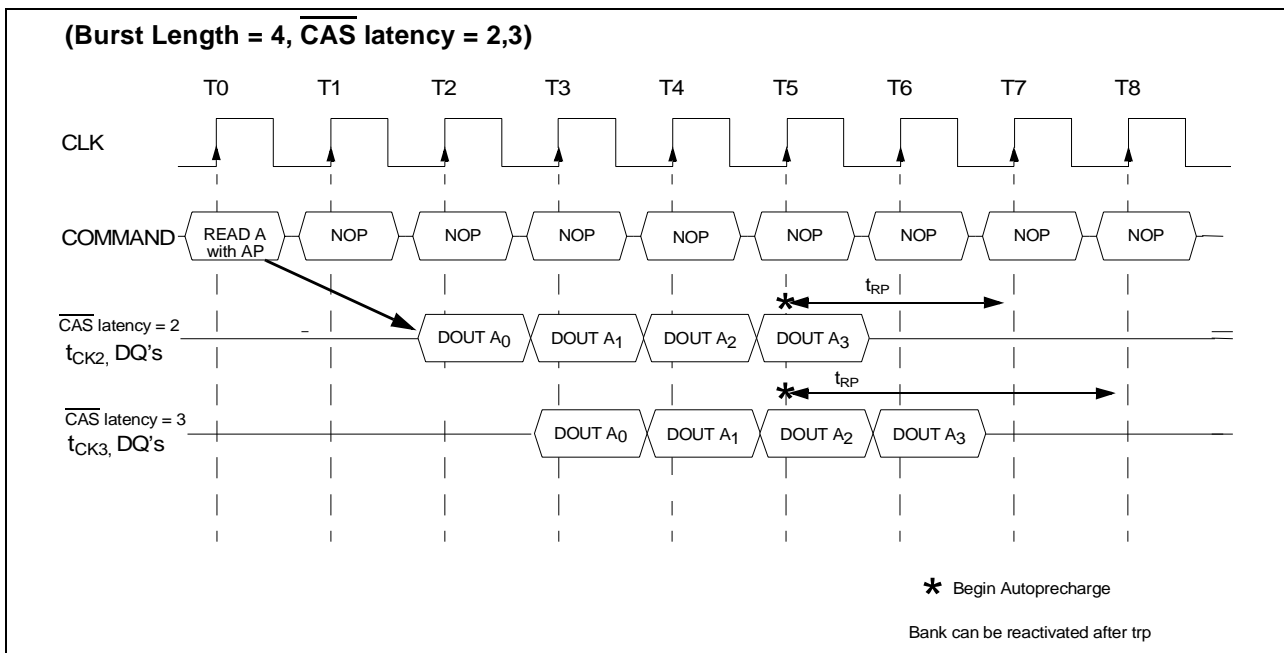 (Burst Length = 4, CAS latency = 2,3)
T0 T1 T2 T3 T4 T5 T6 T7 T8
CLK
COMMAND READ A with AP NOP NOP NOP NOP NOP NOP NOP NOP
tRP
CAS latency = 2
tCK2, DQ's
DOUT A0 DOUT A1 DOUT A2 DOUT A3
tRP
CAS latency = 3
tCK3, DQ's
DOUT A0 DOUT A1 DOUT A2 DOUT A3
* Begin Autoprecharge
Bank can be reactivated after trp